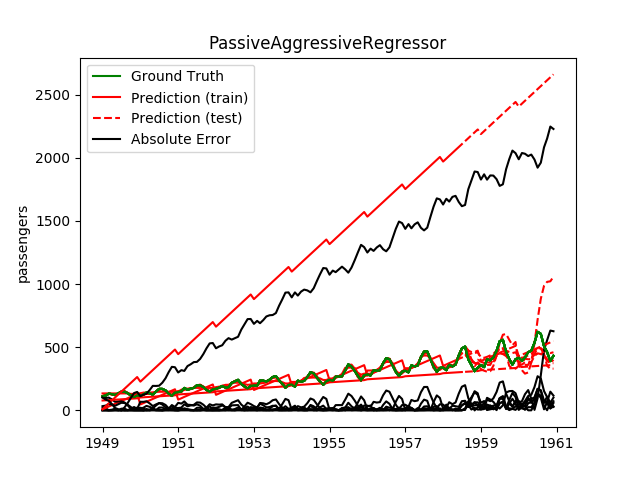 PassiveAggressiveRegressor
Ground Truth
Prediction (train)
Prediction (test)
Absolute Error
passengers
2500
2000
1500
1000
500
0
1949
1951
1953
1955
1957
1959
1961